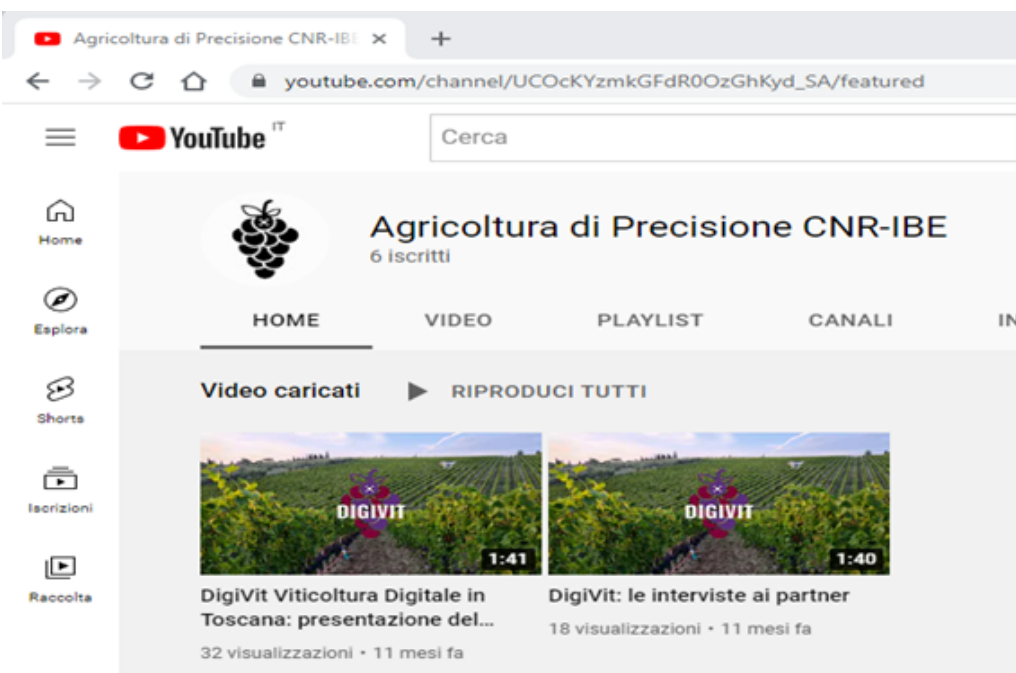 Agricoltura di Precisione CNR-IBE
youtube.com/channel/UCOcKYzmkGFdR0OzGhKyd_SA/featured
YouTube IT
Cerca
Home
Esplora
Shorts
Iscrizioni
Raccolta
Agricoltura di Precisione CNR-IBE
6 iscritti
HOME VIDEO PLAYLIST CANALI IN
Video caricati RIPRODUCI TUTTI
DIGIVIT
1:41
DIGIVIT
1:40
DigiVit Viticoltura Digitale in
Toscana: presentazione del...
32 visualizzazioni • 11 mesi fa
DigiVit: le interviste ai partner
18 visualizzazioni • 11 mesi fa